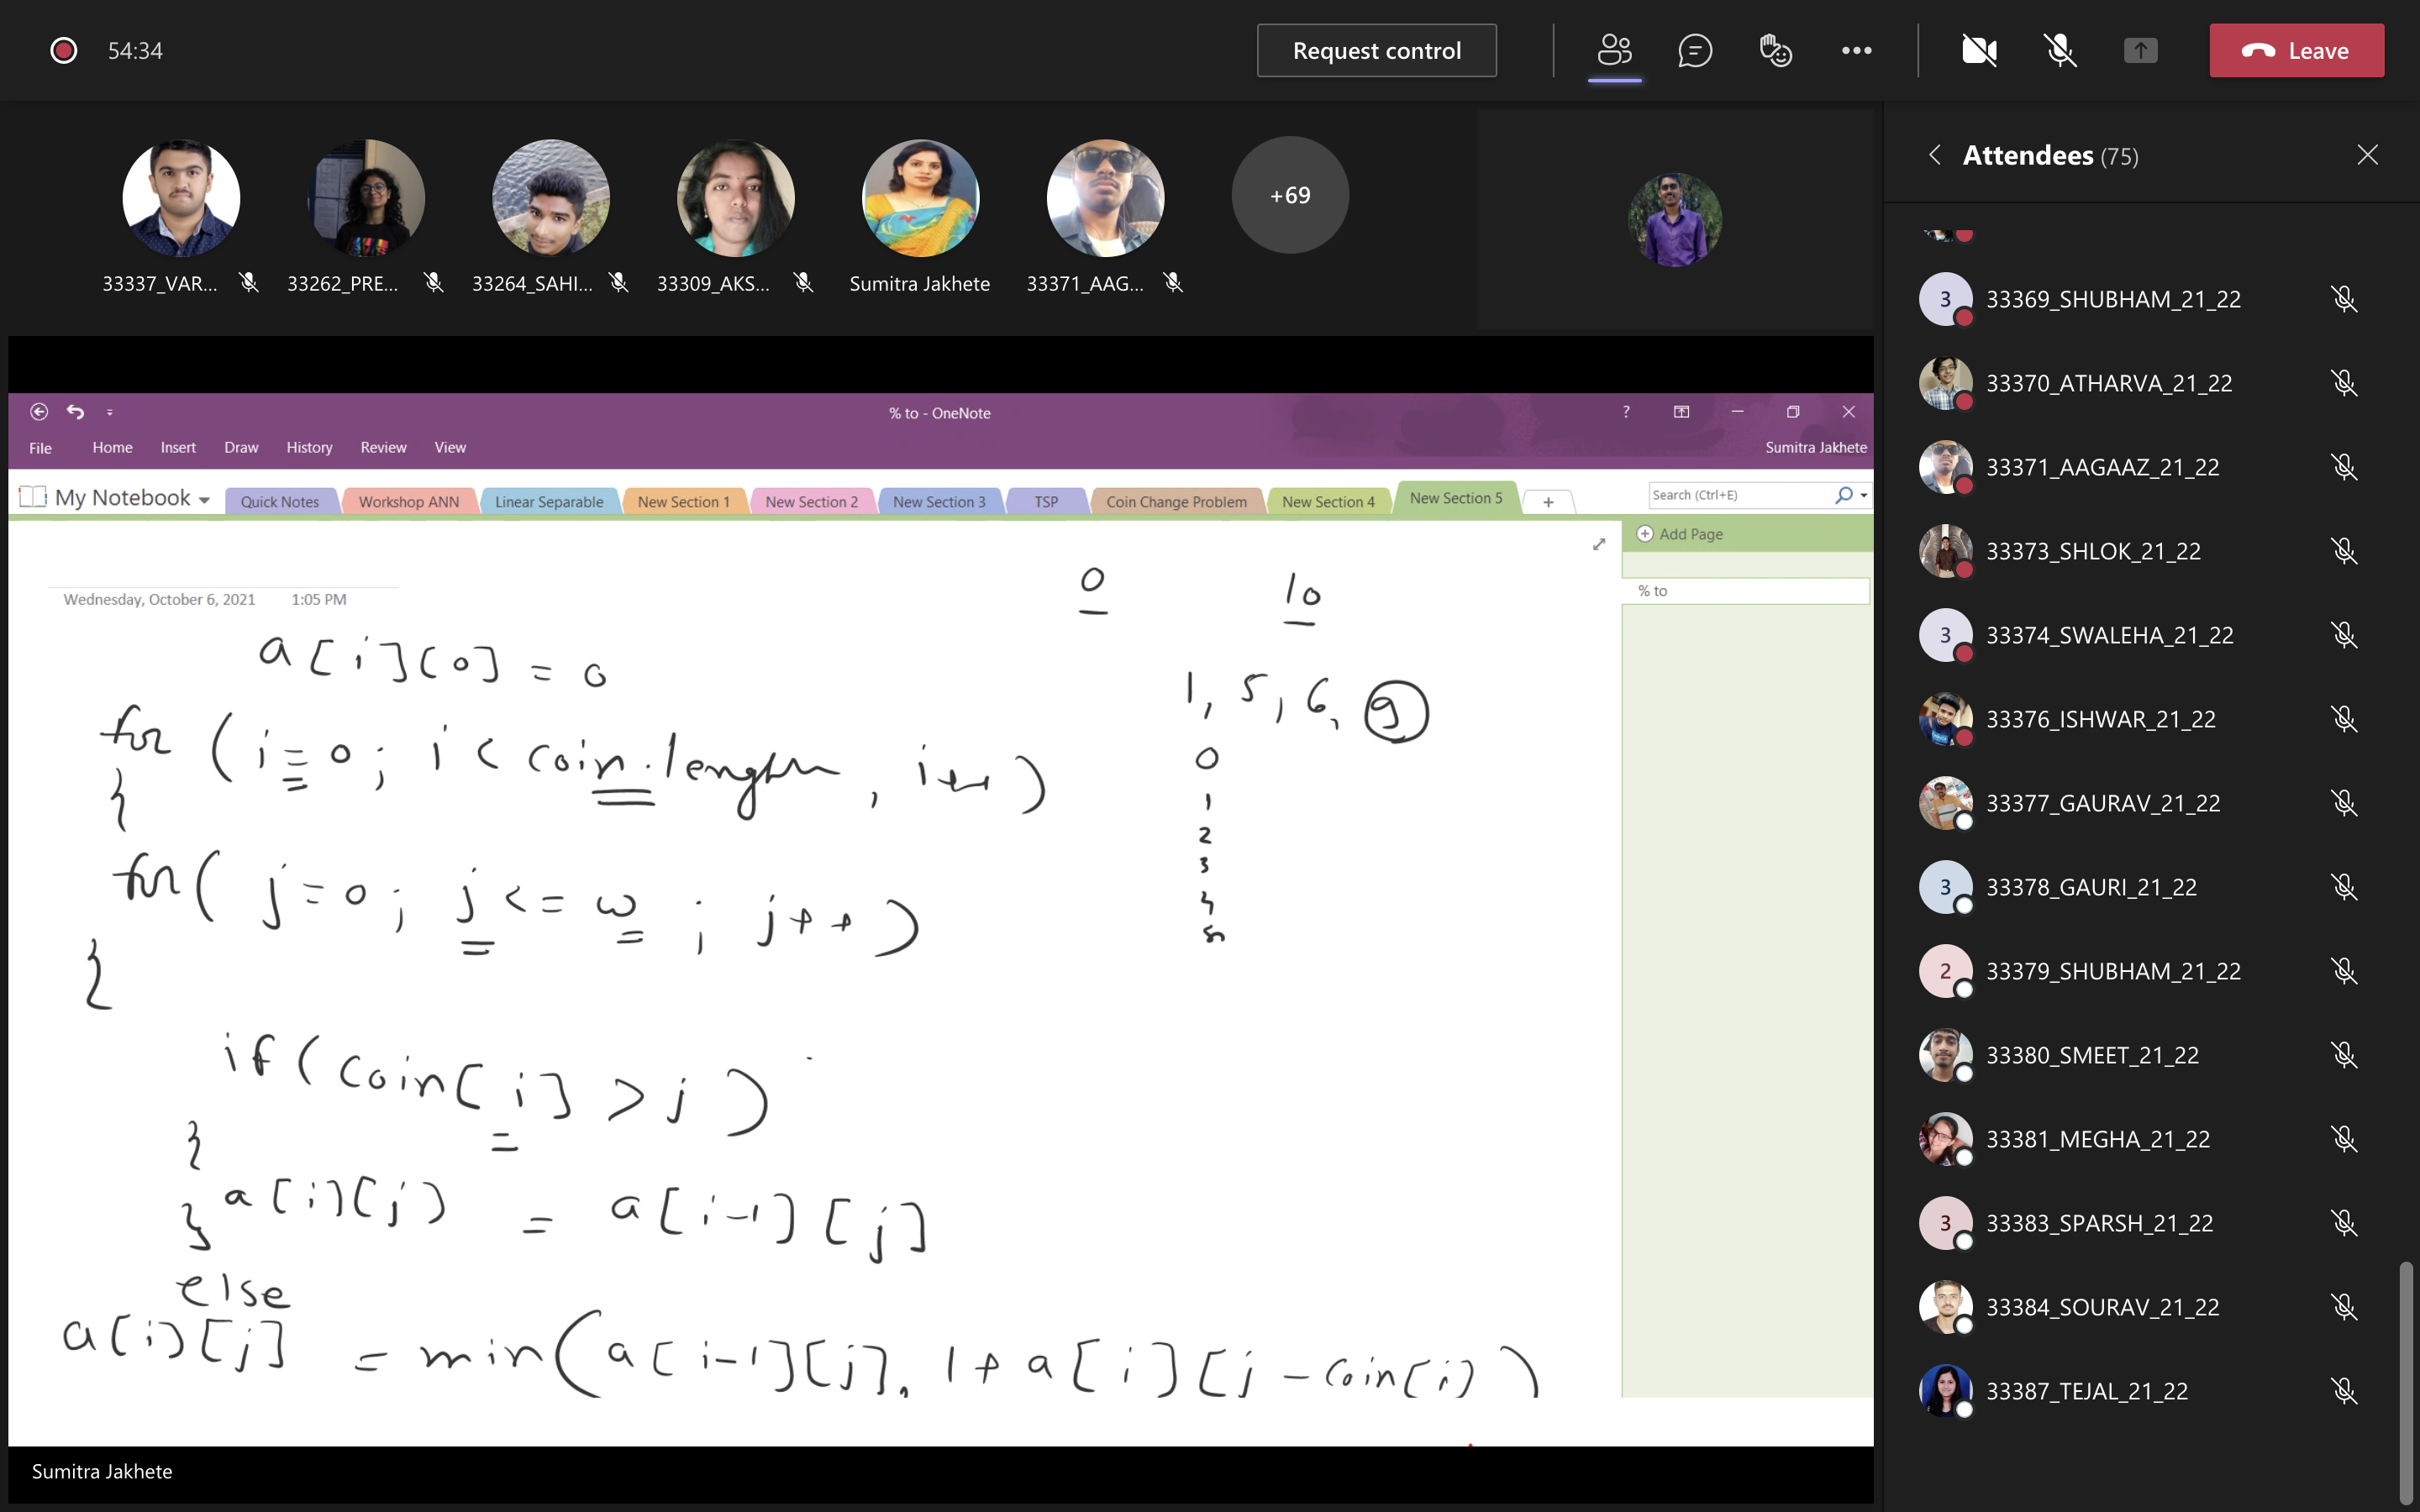 54:34
Request control
Leave
33337_VAR...
33262_PRE...
33264_SAHI...
33309_AKS...
Sumitra Jakhete
33371_AAG...
+69
% to - OneNote
?
File Home Insert Draw History Review View
Sumitra Jakhete
My Notebook
Quick Notes
Workshop ANN
Linear Separable
New Section 1
New Section 2
New Section 3
TSP
Coin Change Problem
New Section 4
New Section 5
+
Search (Ctrl+E)
Add Page
% to
Wednesday, October 6, 2021 1:05 PM
0 10
a[i][0] = 0
1, 5, 6, 9
for (i=0; i < coin.length, i++)
{
0
1
2
3
4
5
for( j=0; j <= w ; j++)
{
if (coin[i] > j )
{
a[i][j] = a[i-1][j]
}
else
a[i][j] = min(a[i-1][j], 1+a[i][j-coin[i])
Sumitra Jakhete
Attendees (75)
3 33369_SHUBHAM_21_22
33370_ATHARVA_21_22
33371_AAGAAZ_21_22
33373_SHLOK_21_22
3 33374_SWALEHA_21_22
33376_ISHWAR_21_22
33377_GAURAV_21_22
3 33378_GAURI_21_22
2 33379_SHUBHAM_21_22
33380_SMEET_21_22
33381_MEGHA_21_22
3 33383_SPARSH_21_22
33384_SOURAV_21_22
33387_TEJAL_21_22